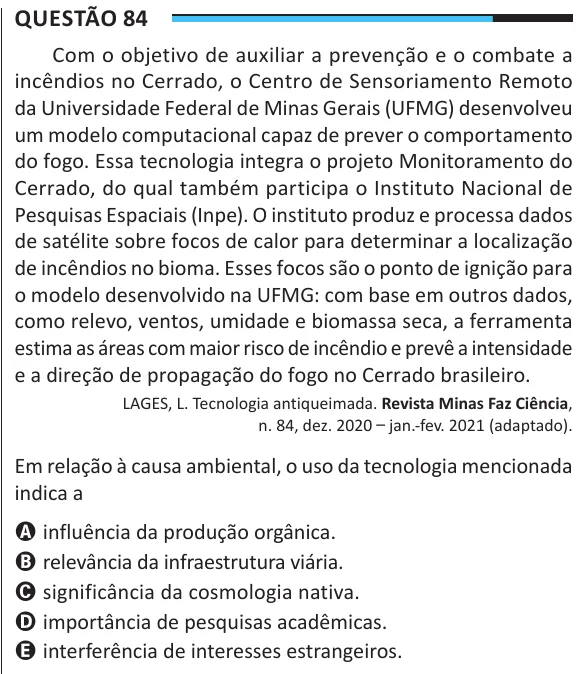 QUESTÃO 84
Com o objetivo de auxiliar a prevenção e o combate a
incêndios no Cerrado, o Centro de Sensoriamento Remoto
da Universidade Federal de Minas Gerais (UFMG) desenvolveu
um modelo computacional capaz de prever o comportamento
do fogo. Essa tecnologia integra o projeto Monitoramento do
Cerrado, do qual também participa o Instituto Nacional de
Pesquisas Espaciais (Inpe). O instituto produz e processa dados
de satélite sobre focos de calor para determinar a localização
de incêndios no bioma. Esses focos são o ponto de ignição para
o modelo desenvolvido na UFMG: com base em outros dados,
como relevo, ventos, umidade e biomassa seca, a ferramenta
estima as áreas com maior risco de incêndio e prevê a intensidade
e a direção de propagação do fogo no Cerrado brasileiro.
LAGES, L. Tecnologia antiqueimada. Revista Minas Faz Ciência,
n. 84, dez. 2020 – jan.-fev. 2021 (adaptado).
Em relação à causa ambiental, o uso da tecnologia mencionada
indica a
A influência da produção orgânica.
B relevância da infraestrutura viária.
C significância da cosmologia nativa.
D importância de pesquisas acadêmicas.
E interferência de interesses estrangeiros.